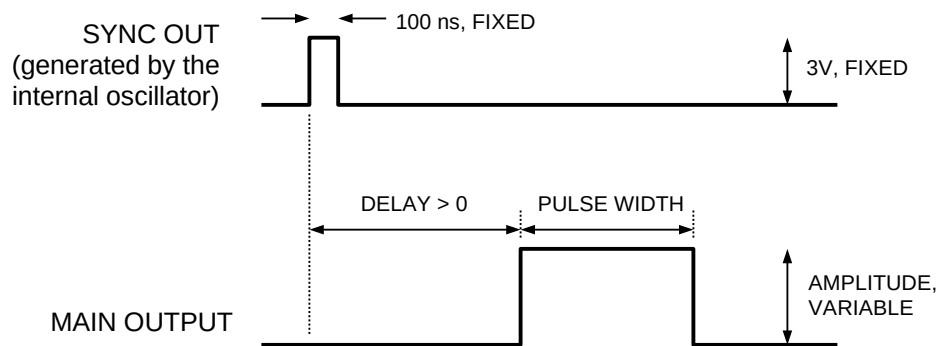 100 ns, FIXED
SYNC OUT
(generated by the
internal oscillator)
3V, FIXED
DELAY > 0
PULSE WIDTH
AMPLITUDE,
VARIABLE
MAIN OUTPUT